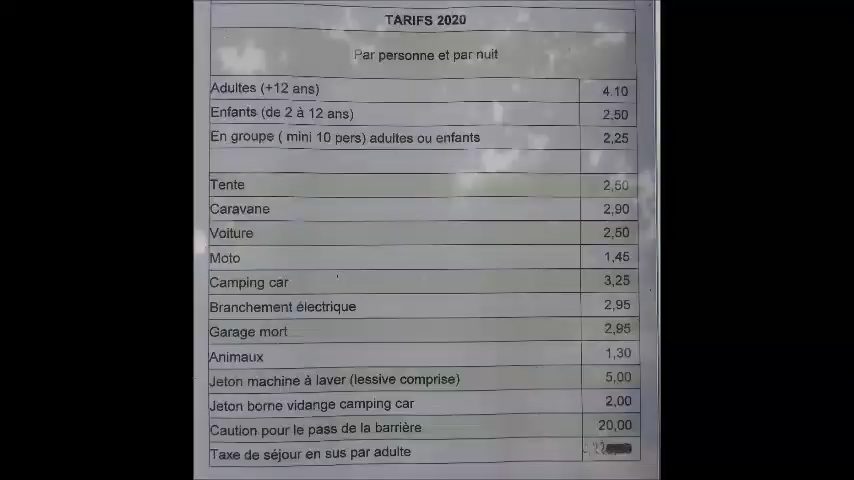 TARIFS 2020
Par personne et par nuit
Adultes (+12 ans) 4.10
Enfants (de 2 à 12 ans) 2,50
En groupe ( mini 10 pers) adultes ou enfants 2,25
Tente 2,50
Caravane 2,90
Voiture 2,50
Moto 1,45
Camping car 3,25
Branchement électrique 2,95
Garage mort 2,95
Animaux 1,30
Jeton machine à laver (lessive comprise) 5,00
Jeton borne vidange camping car 2,00
Caution pour le pass de la barrière 20,00
Taxe de séjour en sus par adulte